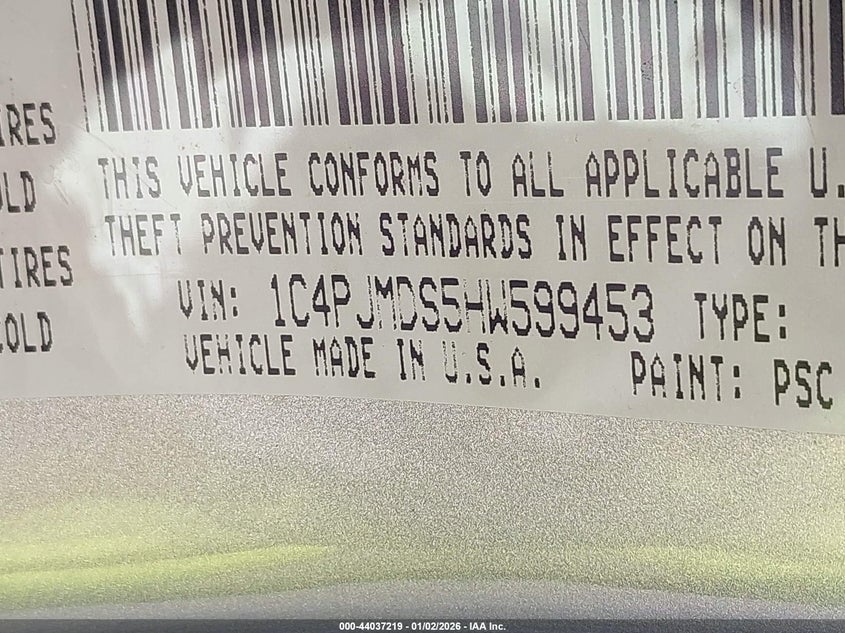 IRES
OLD
TIRES
COLD
THIS VEHICLE CONFORMS TO ALL APPLICABLE U.
THEFT PREVENTION STANDARDS IN EFFECT ON TH
VIN: 1C4PJMDS5HW599453 TYPE:
VEHICLE MADE IN U.S.A. PAINT: PSC
000-44037219 - 01/02/2026 - IAA Inc.